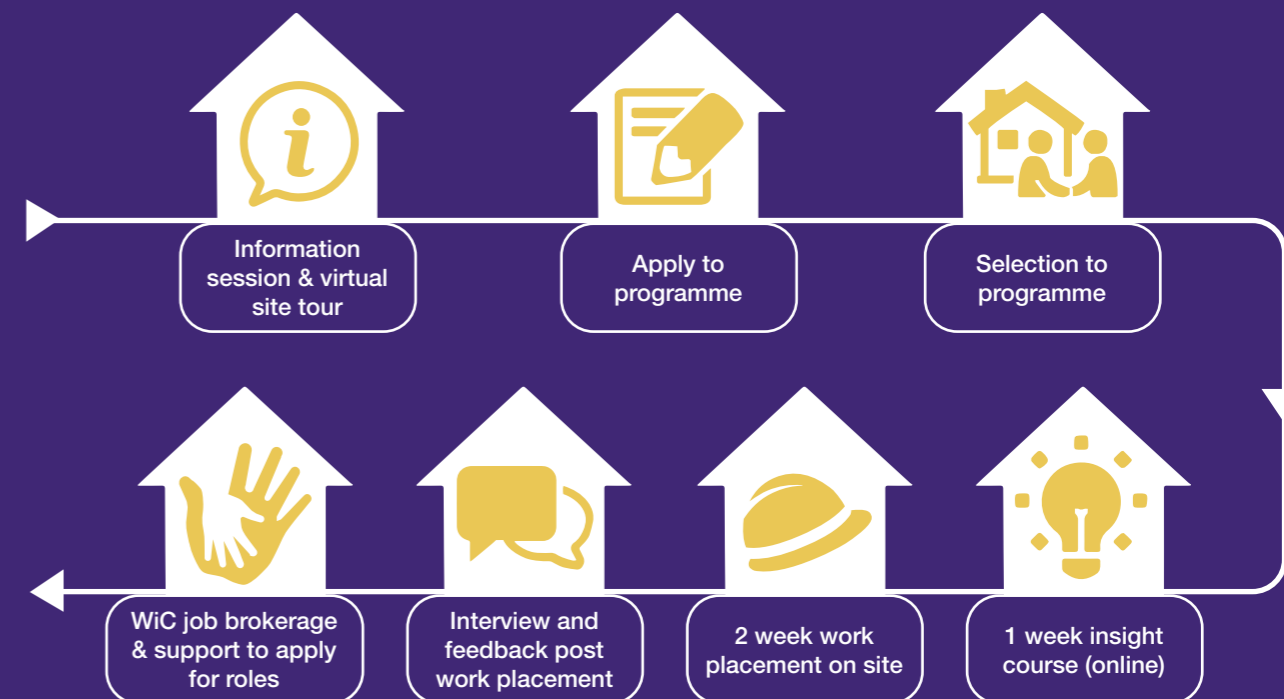 i
Information
session & virtual
site tour
Apply to
programme
Selection to
programme
1 week insight
course (online)
2 week work
placement on site
Interview and
feedback post
work placement
WiC job brokerage
& support to apply
for roles